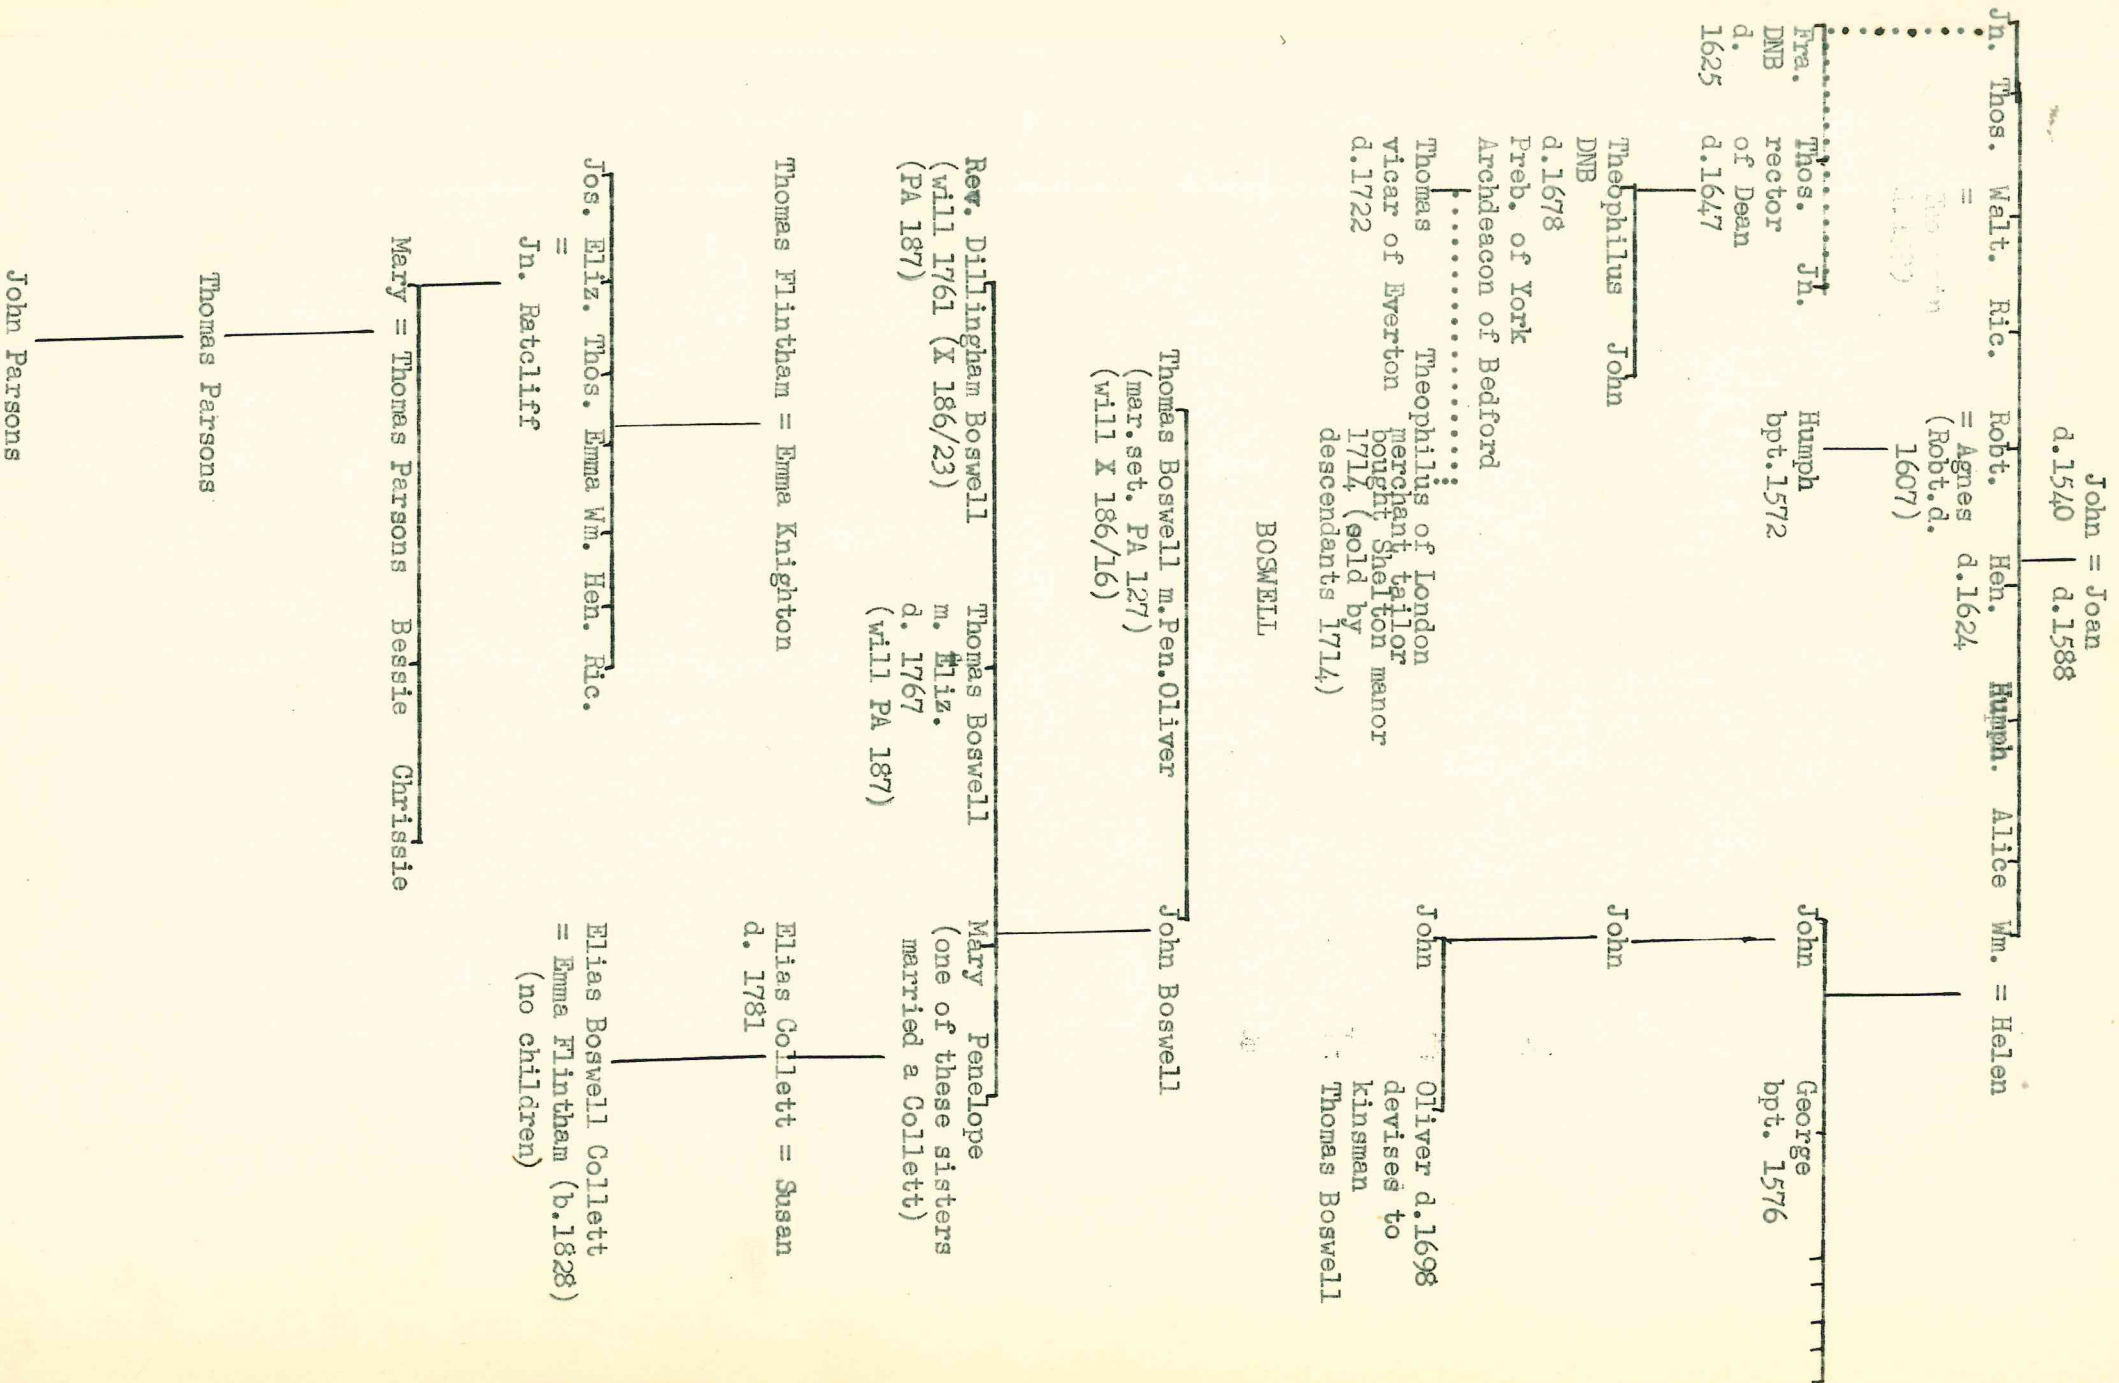 John = Joan
d.1540 d.1588
Jn. Thos. Walt. Ric. Robt. Hen. Humph. Alice Wm. = Helen
= = Agnes d.1624
(Robt.d.
1607)
Fra. Thos. Jn. Humph John George
DNB rector bpt.1572 bpt. 1576
d. of Dean
1625 d.1647
Theophilus John John
DNB
d.1678
Preb. of York
Archdeacon of Bedford
Thomas Theophilus of London John Oliver d.1698
vicar of Everton merchant tailor devises to
d.1722 bought Shelton manor kinsman
1714 (sold by Thomas Boswell
descendants 1714)
BOSWELL
Thomas Boswell m.Pen.Oliver John Boswell
(mar.set. PA 127)
(will X 186/16)
Rev. Dillingham Boswell Thomas Boswell Mary Penelope
(will 1761 (X 186/23) m. Eliz. (one of these sisters
(PA 187) d. 1767 married a Collett)
(will PA 187)
Thomas Flintham = Emma Knighton Elias Collett = Susan
d. 1781
Jos. Eliz. Thos. Emma Wm. Hen. Ric. Elias Boswell Collett
= = Emma Flintham (b.1828)
Jn. Ratcliff (no children)
Mary = Thomas Parsons Bessie Chrissie
Thomas Parsons
John Parsons